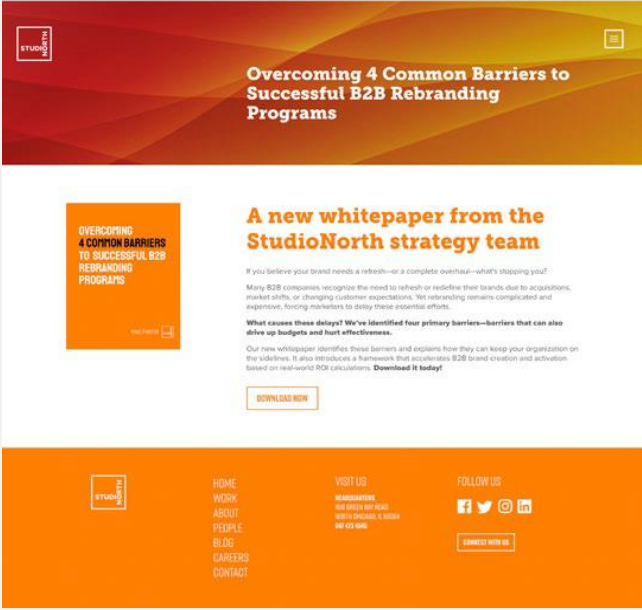 STUDIO NORTH
Overcoming 4 Common Barriers to
Successful B2B Rebranding
Programs
OVERCOMING
4 COMMON BARRIERS
TO SUCCESSFUL B2B
REBRANDING
PROGRAMS
A new whitepaper from the
StudioNorth strategy team
If you believe your brand needs a refresh—or a complete overhaul—what's stopping you?
Many B2B companies recognize the need to refresh or redefine their brands due to acquisitions,
market shifts, or changing customer expectations. Yet rebranding remains complicated and
expensive, forcing marketers to delay these essential efforts.
What causes these delays? We've identified four primary barriers—barriers that can also
drive up budgets and hurt effectiveness.
Our new whitepaper identifies these barriers and explains how they can keep your organization on
the sidelines. It also introduces a framework that accelerates B2B brand creation and activation
based on real-world ROI calculations. Download it today!
DOWNLOAD NOW
STUDIO NORTH
HOME
WORK
ABOUT
PEOPLE
BLOG
CAREERS
CONTACT
VISIT US
HEADQUARTERS
GREEN BAY ROAD
NORTH CHICAGO, IL
FOLLOW US
CONNECT WITH US